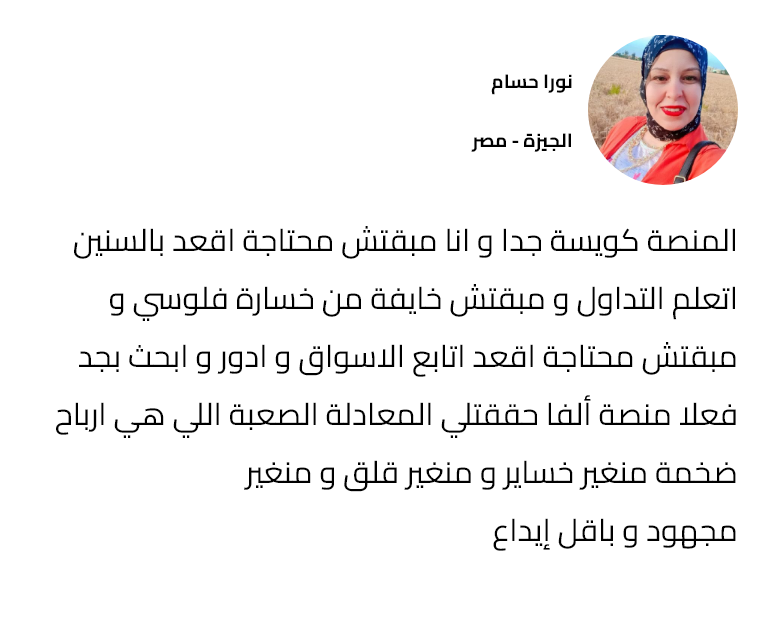 نورا حسام
الجيزة - مصر
المنصة كويسة جدا و انا مبقتش محتاجة اقعد بالسنين
اتعلم التداول و مبقتش خايفة من خسارة فلوسي و
مبقتش محتاجة اقعد اتابع الاسواق و ادور و ابحث بجد
فعلا منصة ألفا حققتلي المعادلة الصعبة اللي هي ارباح
ضخمة منغير خساير و منغير قلق و منغير
مجهود و باقل إيداع